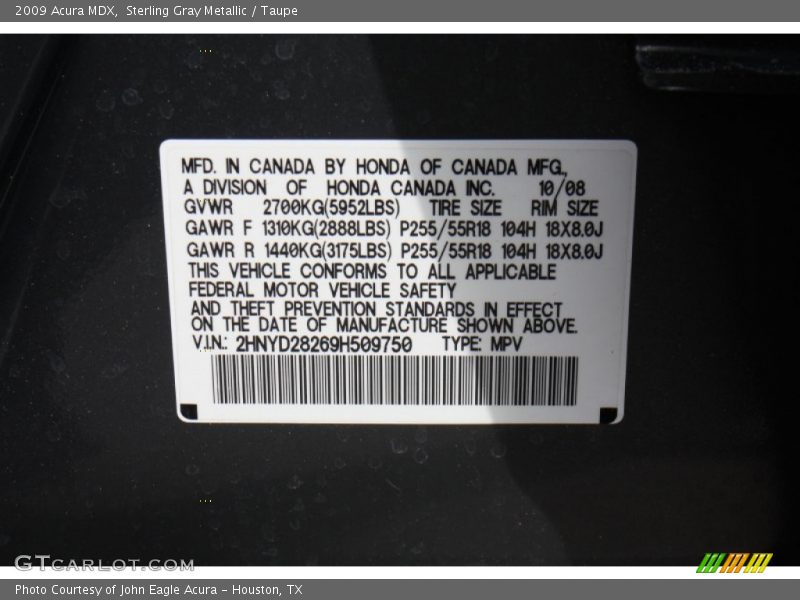 2009 Acura MDX,  Sterling Gray Metallic / Taupe
MFD. IN CANADA BY HONDA OF CANADA MFG.,
A DIVISION OF HONDA CANADA INC. 10/08
GVWR 2700KG(5952LBS) TIRE SIZE RIM SIZE
GAWR F 1310KG(2888LBS) P255/55R18 104H 18X8.0J
GAWR R 1440KG(3175LBS) P255/55R18 104H 18X8.0J
THIS VEHICLE CONFORMS TO ALL APPLICABLE
FEDERAL MOTOR VEHICLE SAFETY
AND THEFT PREVENTION STANDARDS IN EFFECT
ON THE DATE OF MANUFACTURE SHOWN ABOVE.
V.I.N.: 2HNYD28269H509750 TYPE: MPV
GTCARLOT.COM
Photo Courtesy of John Eagle Acura - Houston, TX